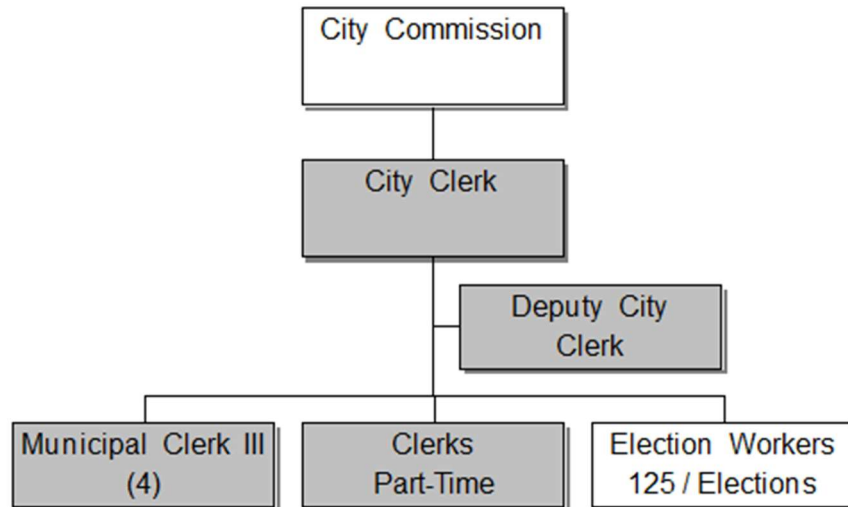 City Commission
City Clerk
Deputy City
Clerk
Municipal Clerk III
(4)
Clerks
Part-Time
Election Workers
125 / Elections